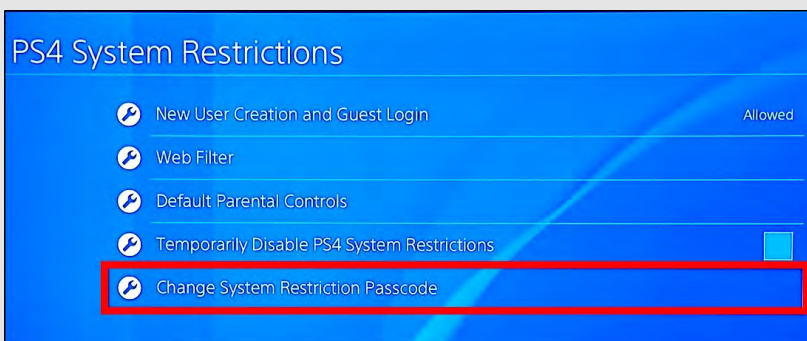 PS4 System Restrictions
New User Creation and Guest Login Allowed
Web Filter
Default Parental Controls
Temporarily Disable PS4 System Restrictions
Change System Restriction Passcode